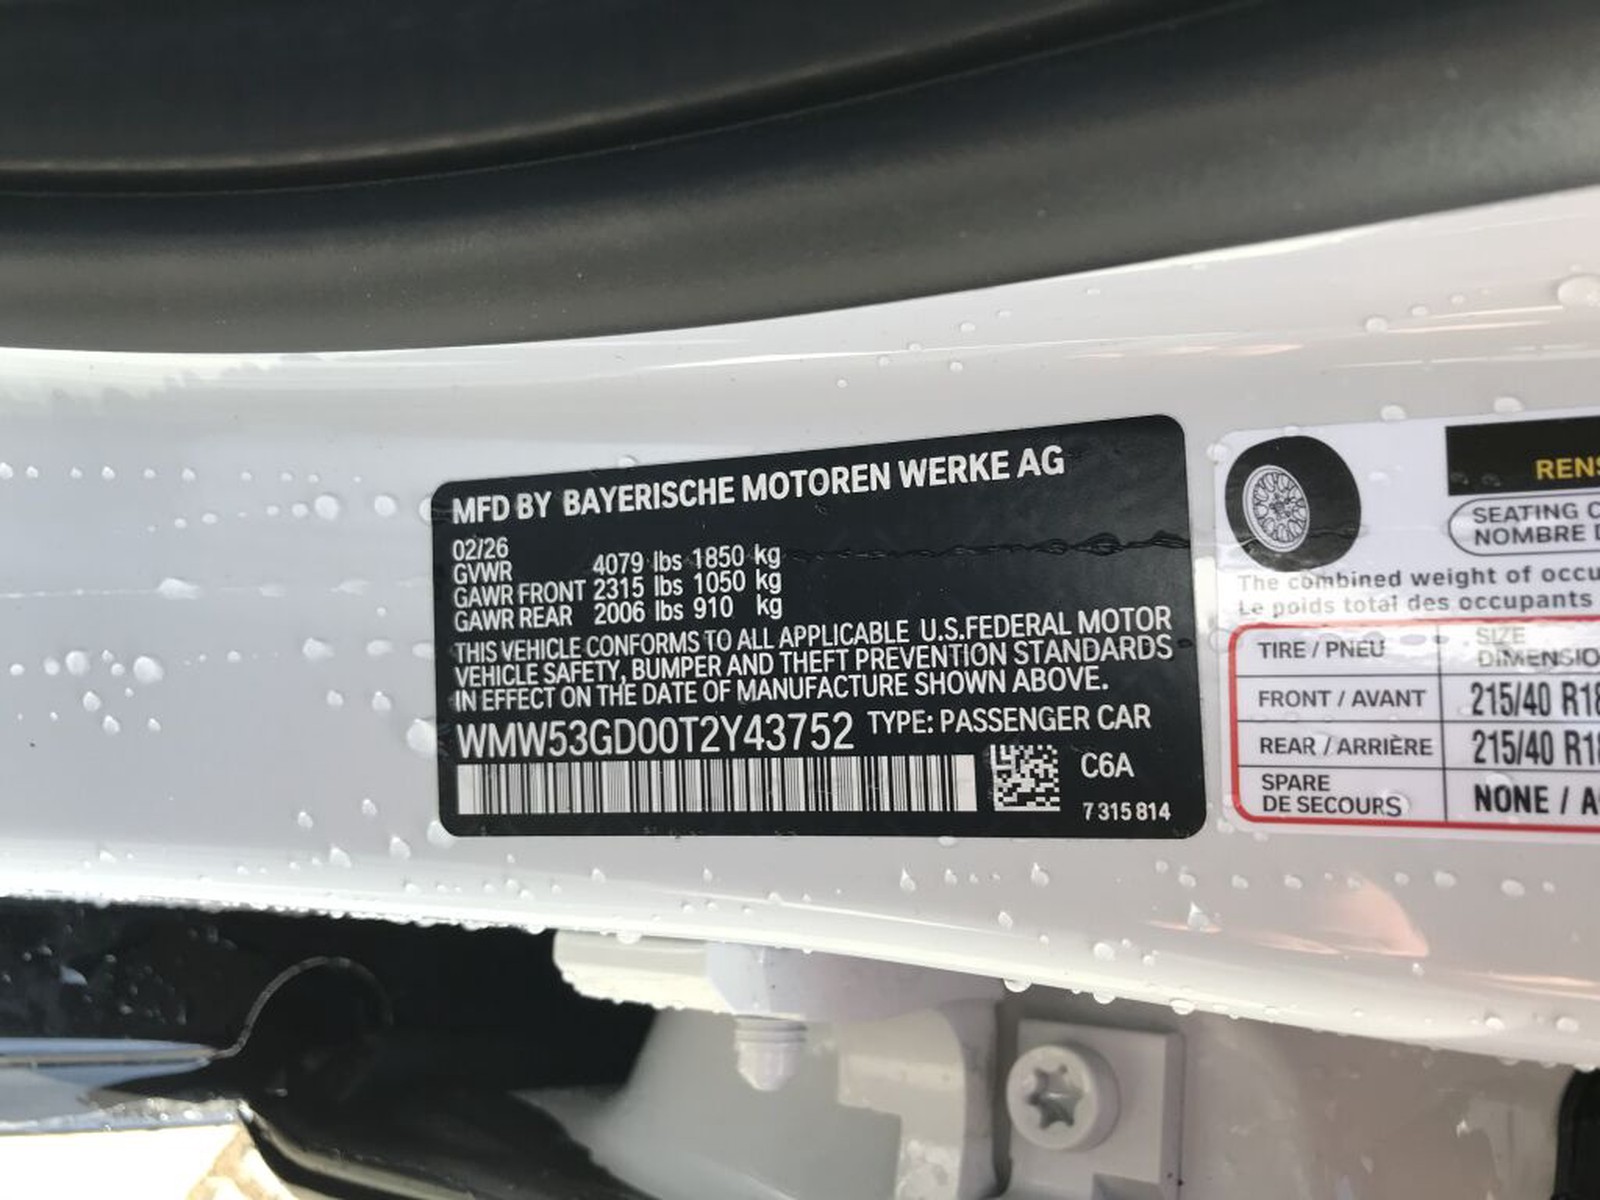 MFD BY BAYERISCHE MOTOREN WERKE AG
02/26
GVWR 4079 lbs 1850 kg
GAWR FRONT 2315 lbs 1050 kg
GAWR REAR 2006 lbs 910 kg
THIS VEHICLE CONFORMS TO ALL APPLICABLE U.S.FEDERAL MOTOR
VEHICLE SAFETY, BUMPER AND THEFT PREVENTION STANDARDS
IN EFFECT ON THE DATE OF MANUFACTURE SHOWN ABOVE.
WMW53GD00T2Y43752 TYPE: PASSENGER CAR
C6A
7 315 814
RENS
SEATING C
NOMBRE D
The combined weight of occu
Le poids total des occupants
TIRE / PNEU SIZE
DIMENSIO
FRONT / AVANT 215/40 R18
REAR / ARRIÈRE 215/40 R18
SPARE
DE SECOURS NONE / A